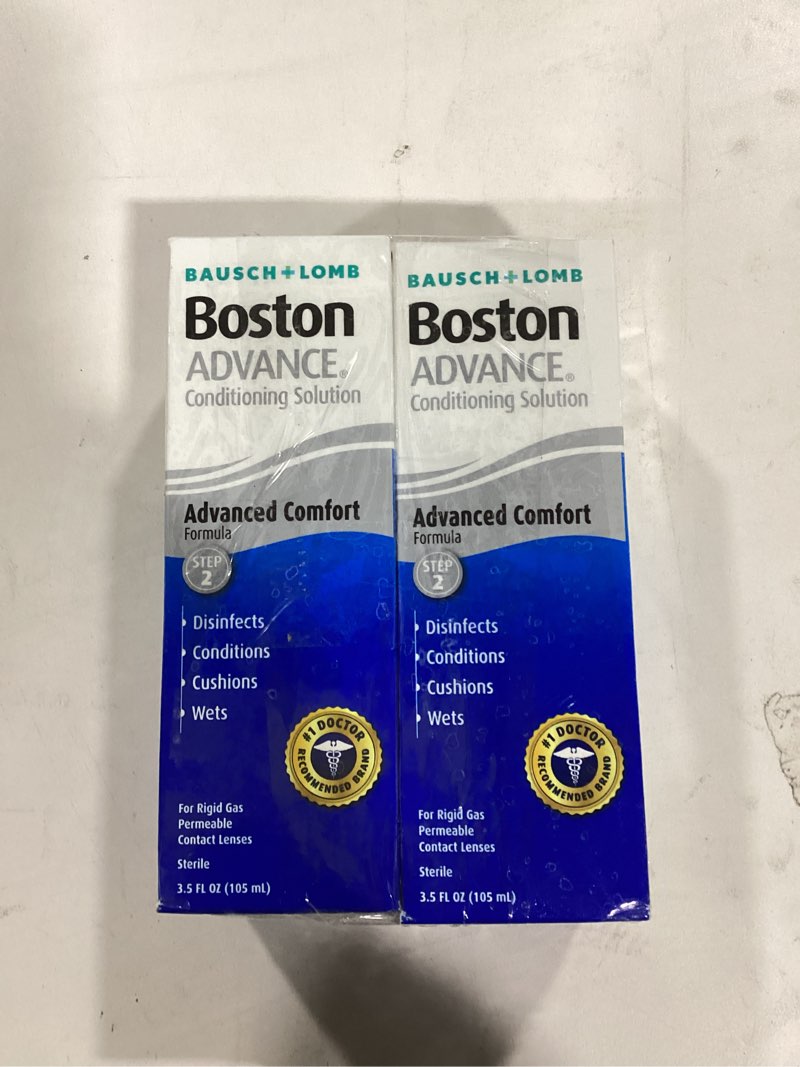 BAUSCH+LOMB
Boston
ADVANCE®
Conditioning Solution
Advanced Comfort
Formula
STEP
2
Disinfects
Conditions
Cushions
Wets
#1 DOCTOR
RECOMMENDED BRAND
For Rigid Gas
Permeable
Contact Lenses
Sterile
3.5 FL OZ (105 mL)
BAUSCH+LOMB
Boston
ADVANCE®
Conditioning Solution
Advanced Comfort
Formula
STEP
2
Disinfects
Conditions
Cushions
Wets
#1 DOCTOR
RECOMMENDED BRAND
For Rigid Gas
Permeable
Contact Lenses
Sterile
3.5 FL OZ (105 mL)